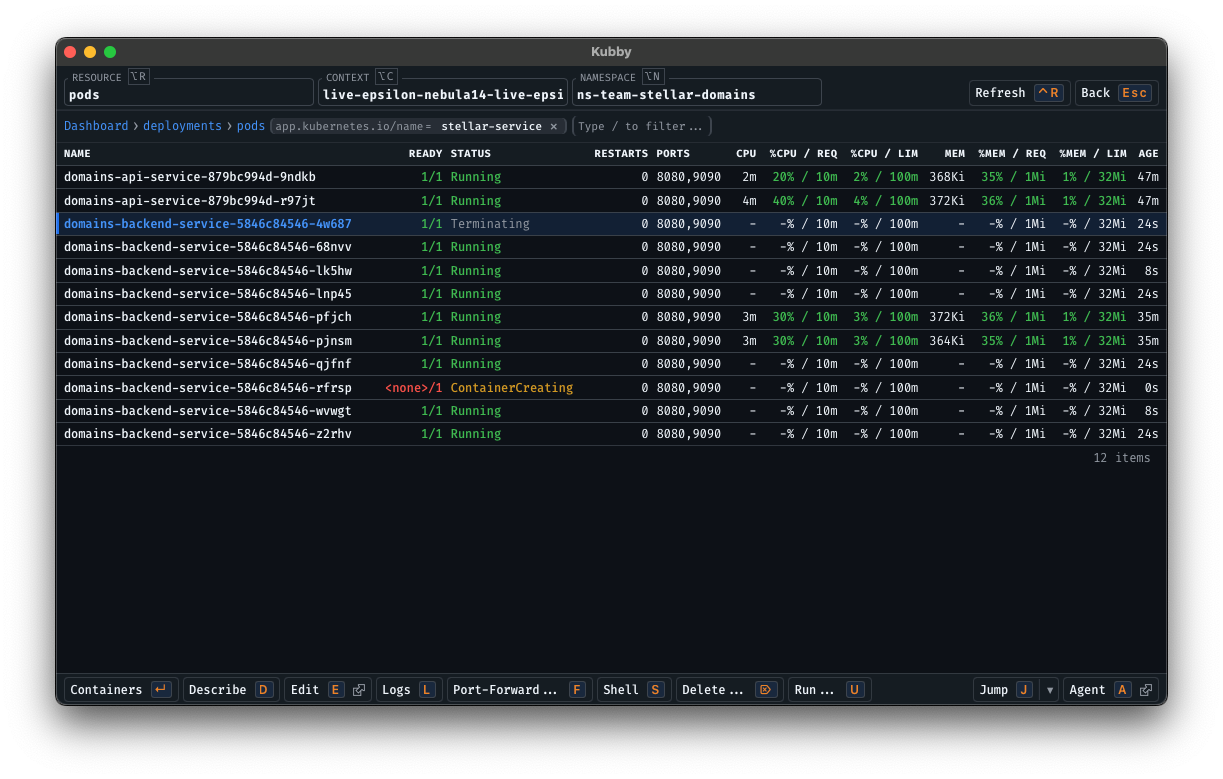 Kubby
RESOURCE ⌥R CONTEXT ⌥C NAMESPACE ⌥N
pods live-epsilon-nebula14-live-epsi ns-team-stellar-domains Refresh ^R Back Esc
Dashboard › deployments › pods app.kubernetes.io/name= stellar-service × Type / to filter...
NAME READY STATUS RESTARTS PORTS CPU %CPU / REQ %CPU / LIM MEM %MEM / REQ %MEM / LIM AGE
domains-api-service-879bc994d-9ndkb 1/1 Running 0 8080,9090 2m 20% / 10m 2% / 100m 368Ki 35% / 1Mi 1% / 32Mi 47m
domains-api-service-879bc994d-r97jt 1/1 Running 0 8080,9090 4m 40% / 10m 4% / 100m 372Ki 36% / 1Mi 1% / 32Mi 47m
domains-backend-service-5846c84546-4w687 1/1 Terminating 0 8080,9090 - -% / 10m -% / 100m - -% / 1Mi -% / 32Mi 24s
domains-backend-service-5846c84546-68nvv 1/1 Running 0 8080,9090 - -% / 10m -% / 100m - -% / 1Mi -% / 32Mi 24s
domains-backend-service-5846c84546-lk5hw 1/1 Running 0 8080,9090 - -% / 10m -% / 100m - -% / 1Mi -% / 32Mi 8s
domains-backend-service-5846c84546-lnp45 1/1 Running 0 8080,9090 - -% / 10m -% / 100m - -% / 1Mi -% / 32Mi 24s
domains-backend-service-5846c84546-pfjch 1/1 Running 0 8080,9090 3m 30% / 10m 3% / 100m 372Ki 36% / 1Mi 1% / 32Mi 35m
domains-backend-service-5846c84546-pjnsm 1/1 Running 0 8080,9090 3m 30% / 10m 3% / 100m 364Ki 35% / 1Mi 1% / 32Mi 35m
domains-backend-service-5846c84546-qjfnf 1/1 Running 0 8080,9090 - -% / 10m -% / 100m - -% / 1Mi -% / 32Mi 24s
domains-backend-service-5846c84546-rfrsp <none>/1 ContainerCreating 0 8080,9090 - -% / 10m -% / 100m - -% / 1Mi -% / 32Mi 0s
domains-backend-service-5846c84546-wvwgt 1/1 Running 0 8080,9090 - -% / 10m -% / 100m - -% / 1Mi -% / 32Mi 8s
domains-backend-service-5846c84546-z2rhv 1/1 Running 0 8080,9090 - -% / 10m -% / 100m - -% / 1Mi -% / 32Mi 24s
12 items
Containers ↵ Describe D Edit E Logs L Port-Forward... F Shell S Delete... ⌦ Run... U Jump J ▾ Agent A